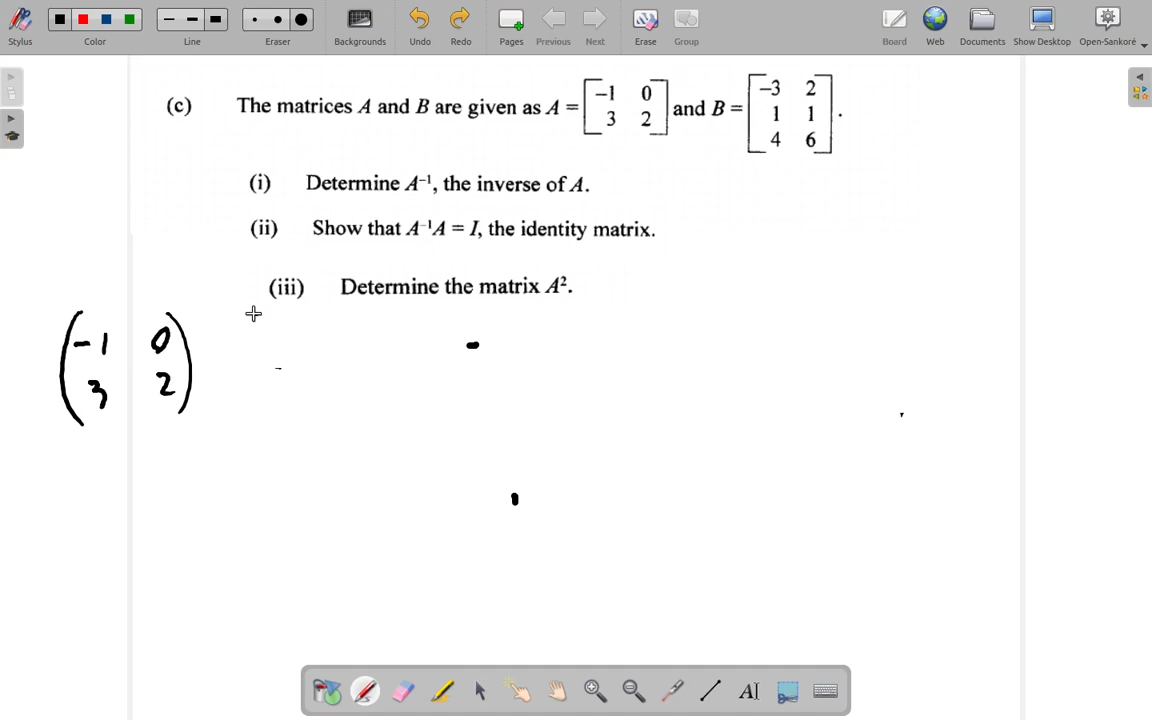 Stylus Color Line Eraser Backgrounds Undo Redo Pages Previous Next Erase Group Board Web Documents Show Desktop Open-Sankoré
(c) The matrices A and B are given as A = [−1 0; 3 2] and B = [−3 2; 1 1; 4 6].
(i) Determine A⁻¹, the inverse of A.
(ii) Show that A⁻¹A = I, the identity matrix.
(iii) Determine the matrix A².
(−1 0
3 2)
AI